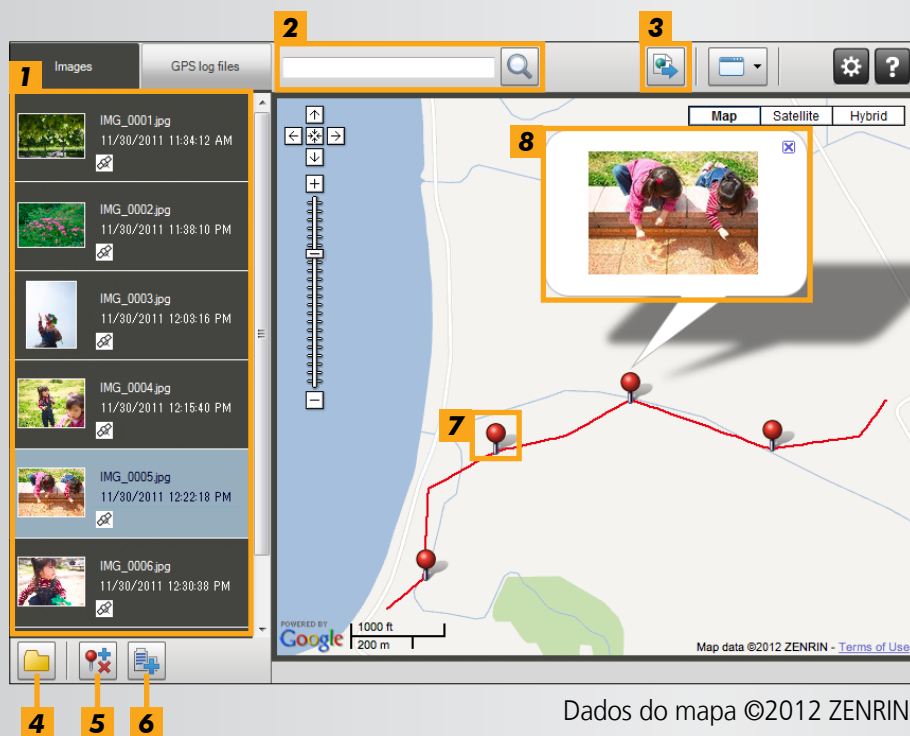 2
3
1
Images
GPS log files
?
IMG_0001.jpg
11/30/2011 11:34:12 AM
IMG_0002.jpg
11/30/2011 11:38:10 PM
IMG_0003.jpg
11/30/2011 12:03:16 PM
IMG_0004.jpg
11/30/2011 12:15:40 PM
IMG_0005.jpg
11/30/2011 12:22:18 PM
IMG_0006.jpg
11/30/2011 12:30:38 PM
Map
Satellite
Hybrid
8
7
POWERED BY
Google
1000 ft
200 m
Map data ©2012 ZENRIN - Terms of Use
4
5
6
Dados do mapa ©2012 ZENRIN